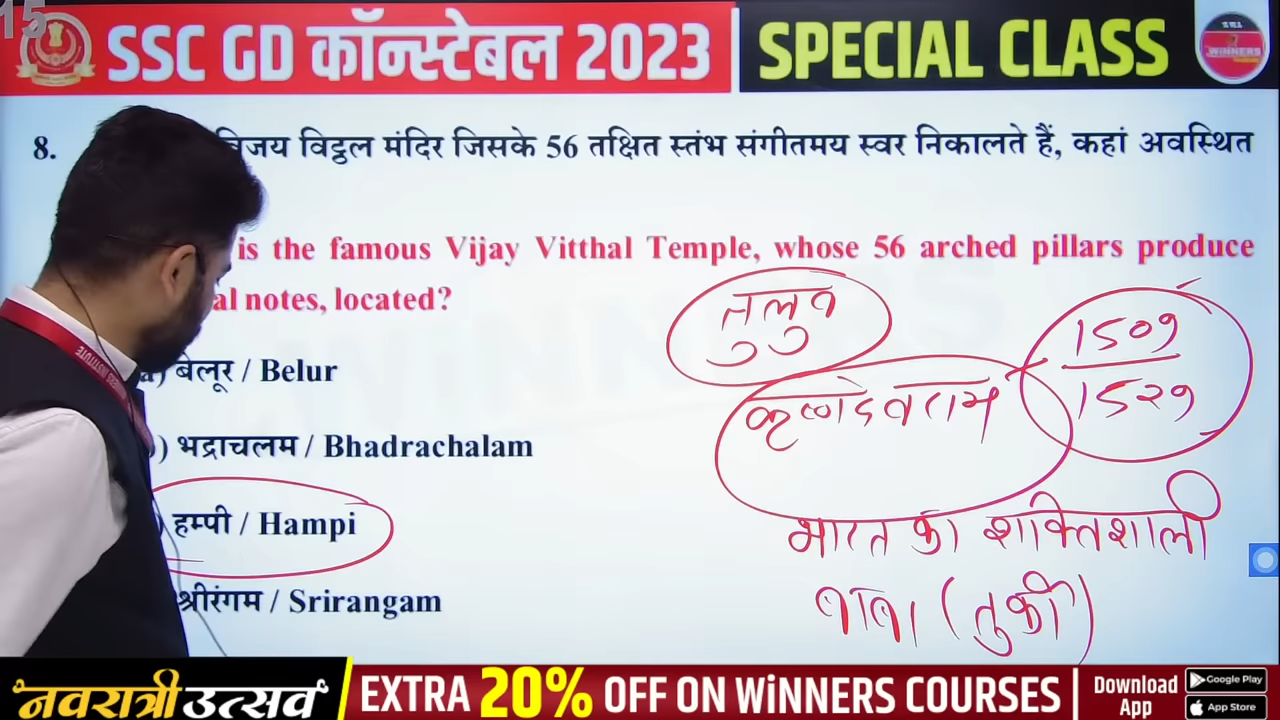 15
SSC GD कॉन्स्टेबल 2023
SPECIAL CLASS
WiNNERS
8. विजय विट्ठल मंदिर जिसके 56 तक्षित स्तंभ संगीतमय स्वर निकालते हैं, कहां अवस्थित
is the famous Vijay Vitthal Temple, whose 56 arched pillars produce
al notes, located?
a) बेलूर / Belur
) भद्राचलम / Bhadrachalam
) हम्पी / Hampi
श्रीरंगम / Srirangam
तुलुव
कृष्णदेवराय
1509
1529
भारत का शक्तिशाली
(तुर्की)
नवरात्री उत्सव
EXTRA 20% OFF ON WiNNERS COURSES
Download App
Google Play
App Store